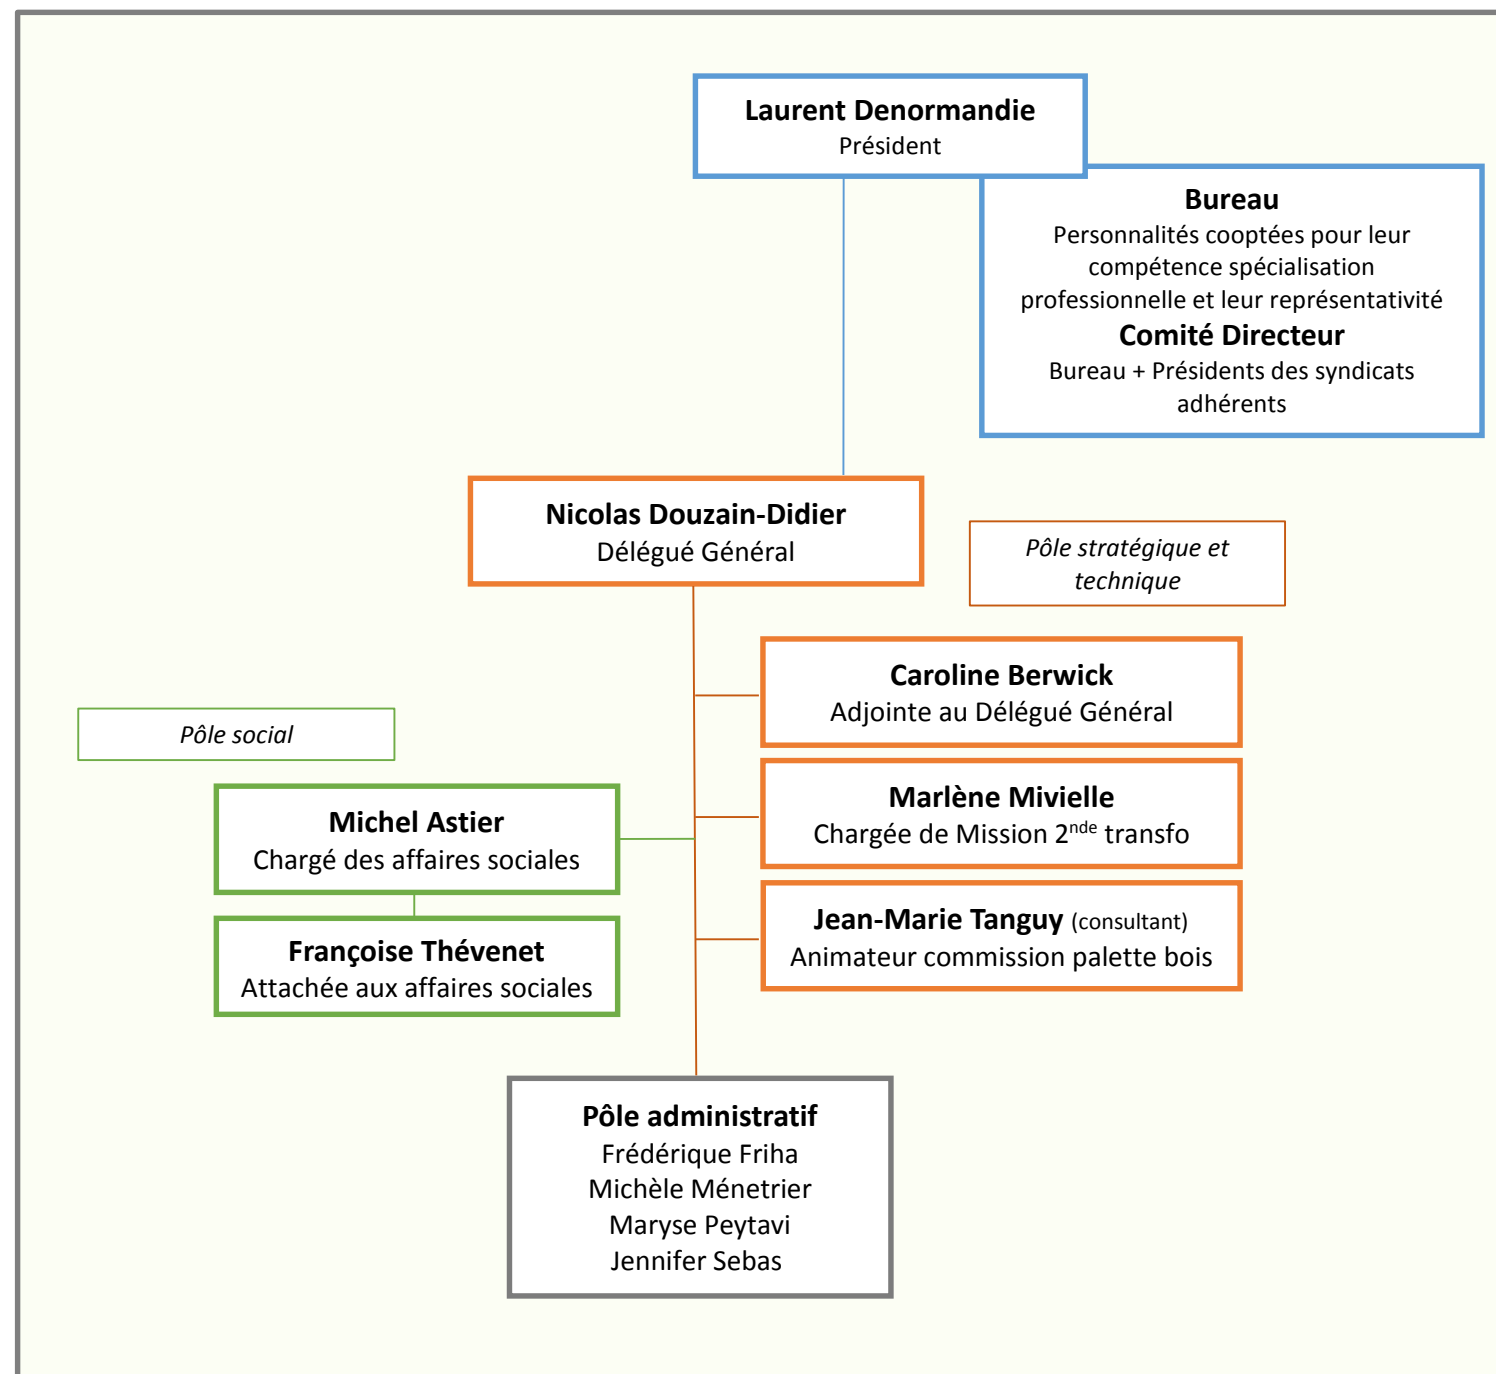 Laurent Denormandie
Président
Bureau
Personnalités cooptées pour leur
compétence spécialisation
professionnelle et leur représentativité
Comité Directeur
Bureau + Présidents des syndicats
adhérents
Nicolas Douzain-Didier
Délégué Général
Pôle stratégique et
technique
Caroline Berwick
Adjointe au Délégué Général
Pôle social
Marlène Mivielle
Chargée de Mission 2nde transfo
Michel Astier
Chargé des affaires sociales
Jean-Marie Tanguy (consultant)
Animateur commission palette bois
Françoise Thévenet
Attachée aux affaires sociales
Pôle administratif
Frédérique Friha
Michèle Ménetrier
Maryse Peytavi
Jennifer Sebas